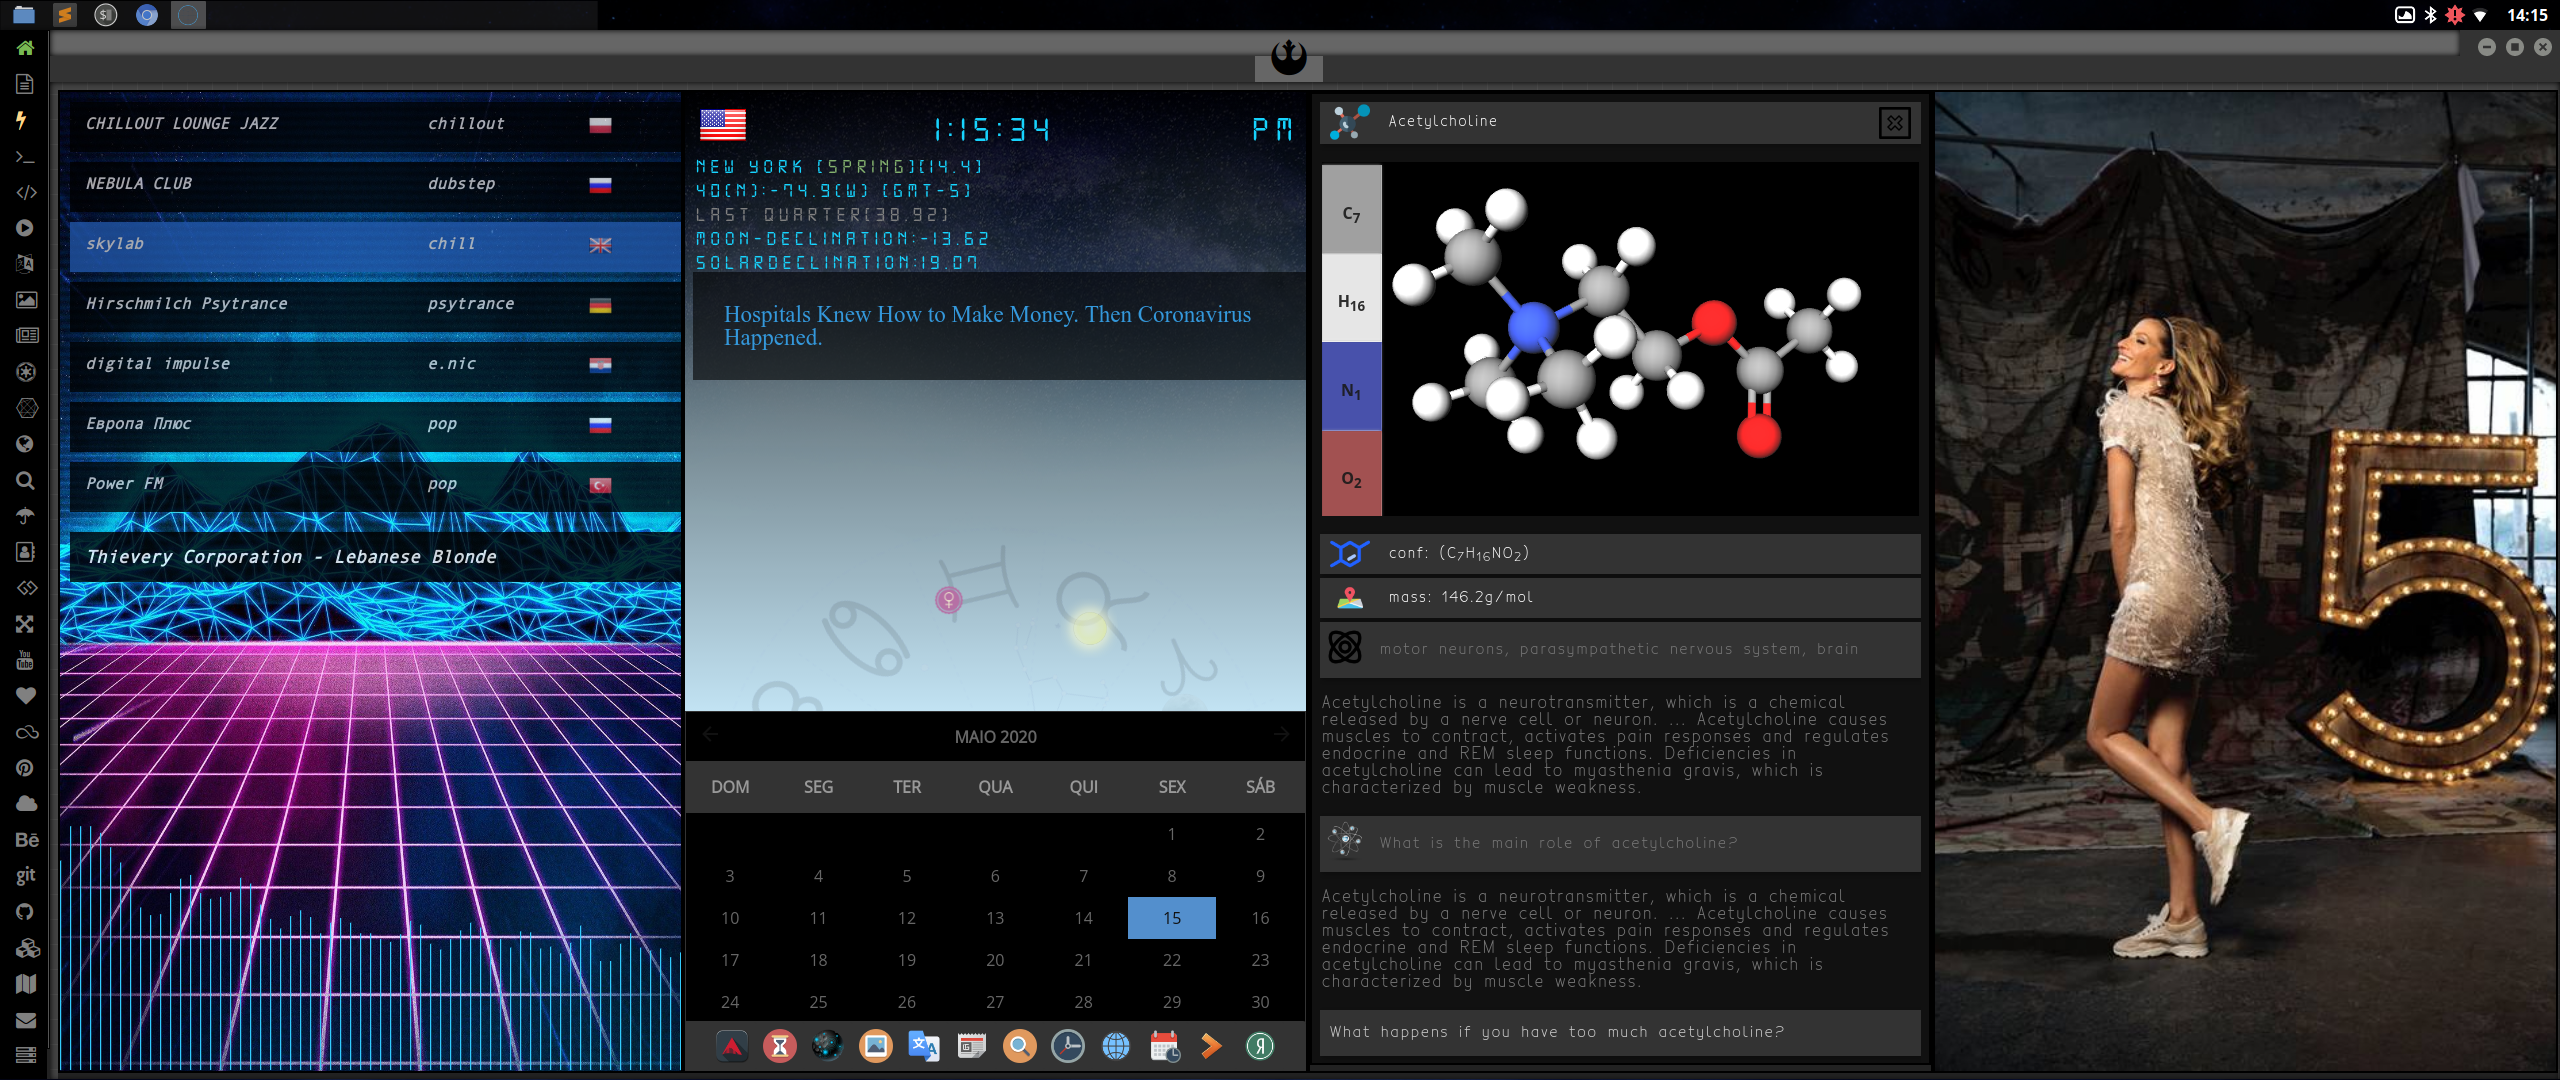 14:15
CHILLOUT LOUNGE JAZZ chillout
NEBULA CLUB dubstep
skylab chill
Hirschmilch Psytrance psytrance
digital impulse e.nic
Европа Плюс pop
Power FM pop
Thievery Corporation - Lebanese Blonde
You Tube
Bē
git
1:15:34 PM
NEW YORK [SPRING][14.4]
40(N):-74.9(W) [GMT-5]
LAST QUARTER[38.92]
MOON-DECLINATION:-13.62
SOLARDECLINATION:19.07
Hospitals Knew How to Make Money. Then Coronavirus
Happened.
MAIO 2020
DOM SEG TER QUA QUI SEX SÁB
1 2
3 4 5 6 7 8 9
10 11 12 13 14 15 16
17 18 19 20 21 22 23
24 25 26 27 28 29 30
Acetylcholine
C7
H16
N1
O2
conf: (C7H16NO2)
mass: 146.2g/mol
motor neurons, parasympathetic nervous system, brain
Acetylcholine is a neurotransmitter, which is a chemical
released by a nerve cell or neuron. ... Acetylcholine causes
muscles to contract, activates pain responses and regulates
endocrine and REM sleep functions. Deficiencies in
acetylcholine can lead to myasthenia gravis, which is
characterized by muscle weakness.
What is the main role of acetylcholine?
Acetylcholine is a neurotransmitter, which is a chemical
released by a nerve cell or neuron. ... Acetylcholine causes
muscles to contract, activates pain responses and regulates
endocrine and REM sleep functions. Deficiencies in
acetylcholine can lead to myasthenia gravis, which is
characterized by muscle weakness.
What happens if you have too much acetylcholine?
5